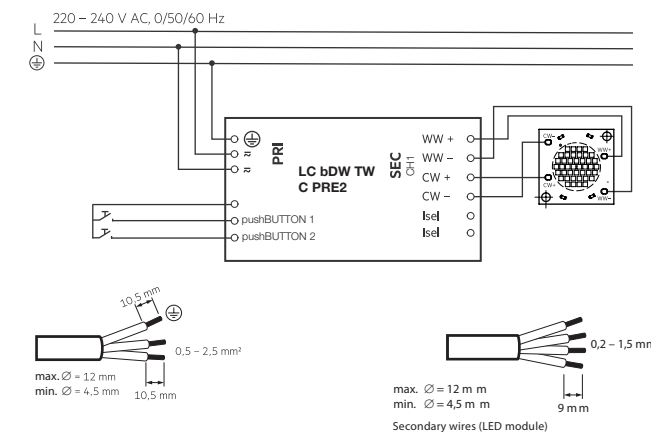 220 – 240 V AC, 0/50/60 Hz
L
N
PRI
LC bDW TW
C PRE2
SEC
CH1
WW +
WW –
CW +
CW –
Isel
Isel
≂
≂
pushBUTTON 1
pushBUTTON 2
CW–
WW+
CW+
WW–
10,5 mm
0,5 – 2,5 mm²
max. ∅ = 12 mm
min. ∅ = 4,5 mm
10,5 mm
0,2 – 1,5 mm
max. ∅ = 12 m m
min. ∅ = 4,5 m m
9 mm
Secondary wires (LED module)